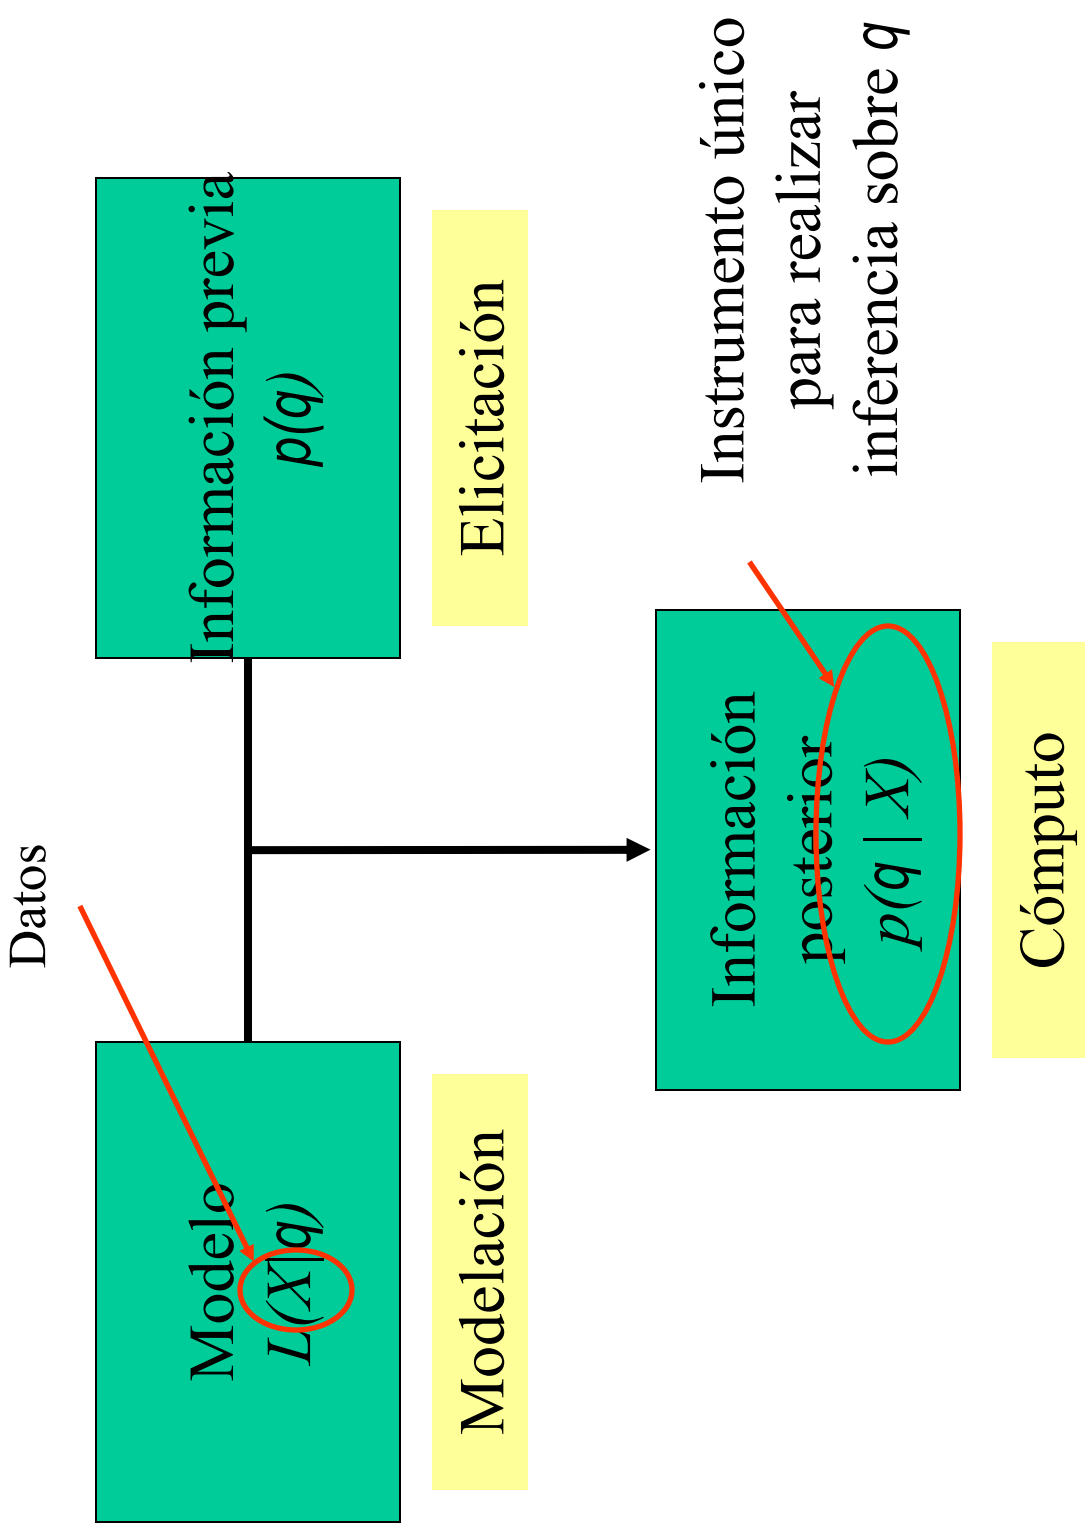 Datos
Modelo
L(X|q)
Información previa
p(q)
Modelación
Elicitación
Información
posterior
p(q | X)
Instrumento único
para realizar
inferencia sobre q
Cómputo